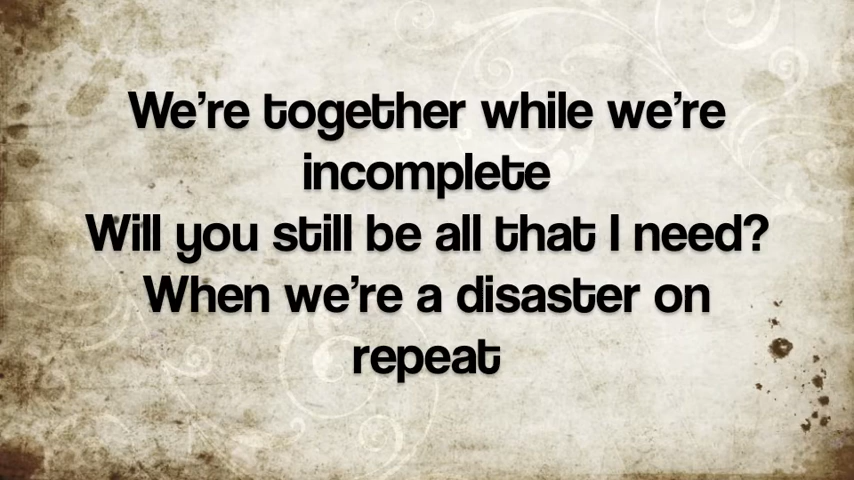 We’re together while we’re
incomplete
Will you still be all that I need?
When we’re a disaster on
repeat